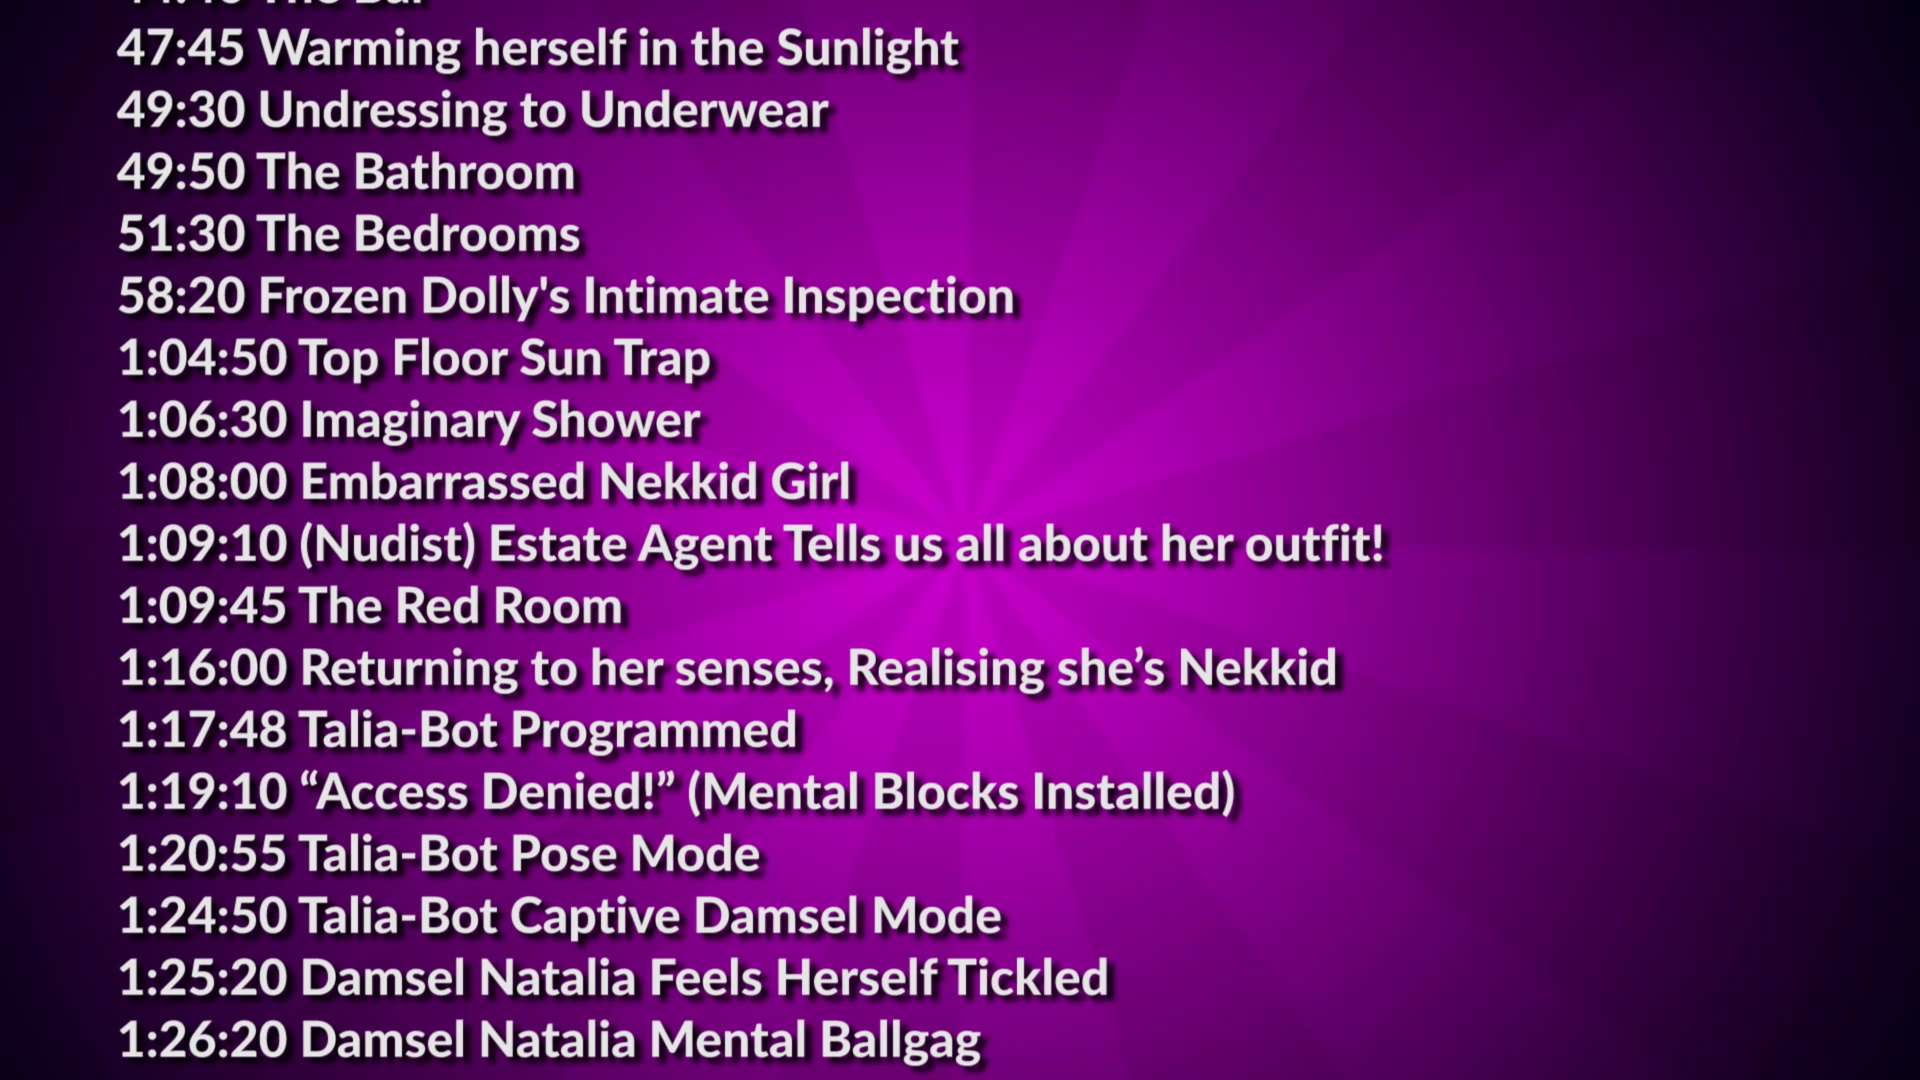 47:45 Warming herself in the Sunlight
49:30 Undressing to Underwear
49:50 The Bathroom
51:30 The Bedrooms
58:20 Frozen Dolly's Intimate Inspection
1:04:50 Top Floor Sun Trap
1:06:30 Imaginary Shower
1:08:00 Embarrassed Nekkid Girl
1:09:10 (Nudist) Estate Agent Tells us all about her outfit!
1:09:45 The Red Room
1:16:00 Returning to her senses, Realising she’s Nekkid
1:17:48 Talia-Bot Programmed
1:19:10 “Access Denied!” (Mental Blocks Installed)
1:20:55 Talia-Bot Pose Mode
1:24:50 Talia-Bot Captive Damsel Mode
1:25:20 Damsel Natalia Feels Herself Tickled
1:26:20 Damsel Natalia Mental Ballgag